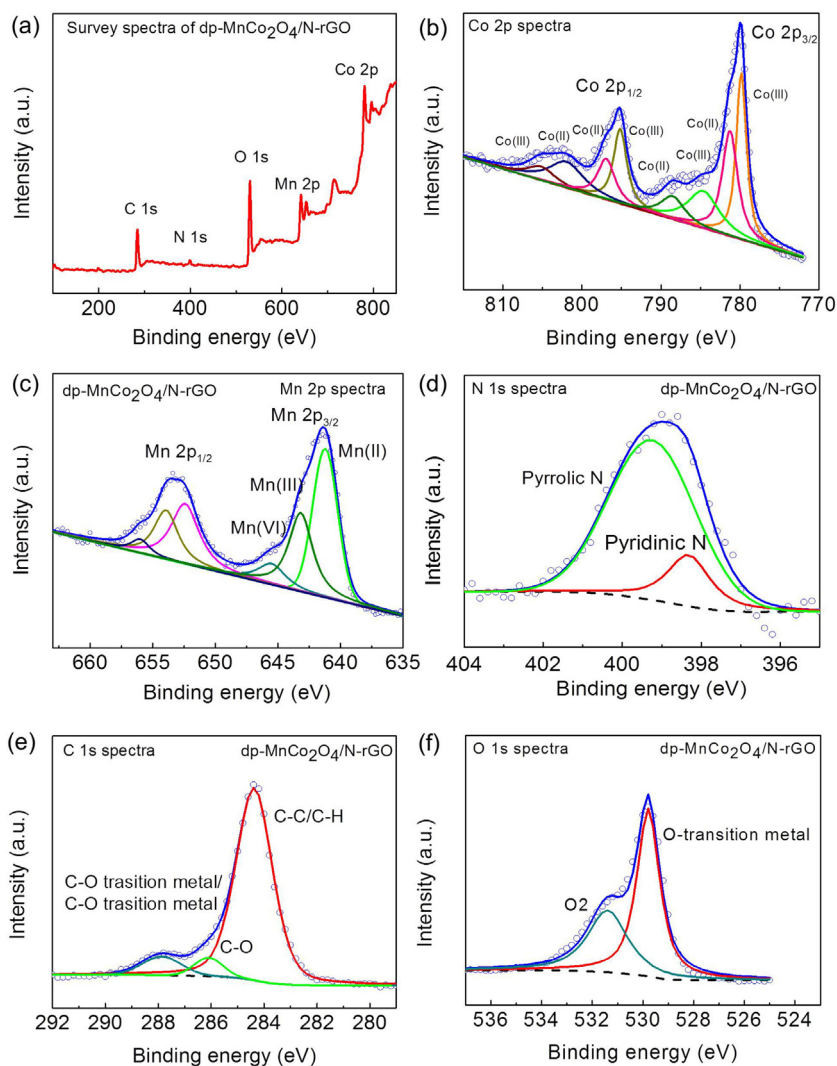 (a)
Survey spectra of dp-MnCo₂O₄/N-rGO
Co 2p
O 1s
Mn 2p
C 1s
N 1s
Intensity (a.u.)
200 400 600 800
Binding energy (eV)
(b)
Co 2p spectra
Co 2p₃/₂
Co 2p₁/₂
Co(III)
Co(III)
Co(II)
Co(II)
Co(III)
Co(II)
Co(III)
Co(II)
Intensity (a.u.)
810 800 790 780 770
Binding energy (eV)
(c)
dp-MnCo₂O₄/N-rGO Mn 2p spectra
Mn 2p₃/₂
Mn 2p₁/₂
Mn(II)
Mn(III)
Mn(VI)
Intensity (a.u.)
660 655 650 645 640 635
Binding energy (eV)
(d)
N 1s spectra dp-MnCo₂O₄/N-rGO
Pyrrolic N
Pyridinic N
Intensity (a.u.)
404 402 400 398 396
Binding energy (eV)
(e)
C 1s spectra dp-MnCo₂O₄/N-rGO
C-C/C-H
C-O trasition metal/
C-O trasition metal
C-O
Intensity (a.u.)
292 290 288 286 284 282 280
Binding energy (eV)
(f)
O 1s spectra dp-MnCo₂O₄/N-rGO
O-transition metal
O2
Intensity (a.u.)
536 534 532 530 528 526 524
Binding energy (eV)